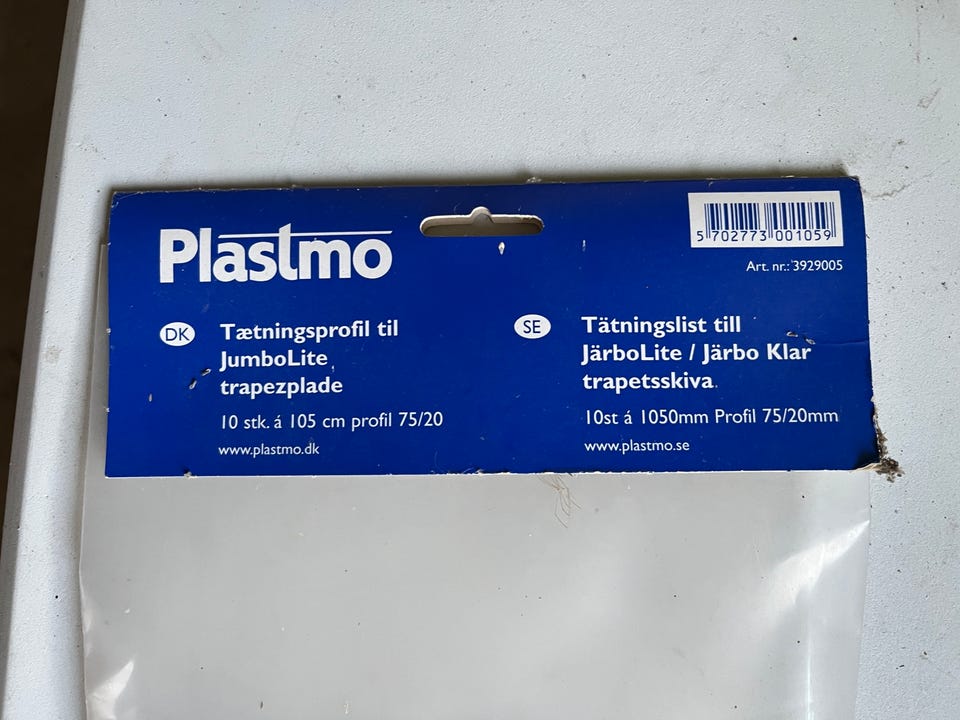 Plastmo
5 702773 001059
Art. nr.: 3929005
DK
Tætningsprofil til
JumboLite
trapezplade
10 stk. á 105 cm profil 75/20
www.plastmo.dk
SE
Tätningslist till
JärboLite / Järbo Klar
trapetsskiva
10st á 1050mm Profil 75/20mm
www.plastmo.se